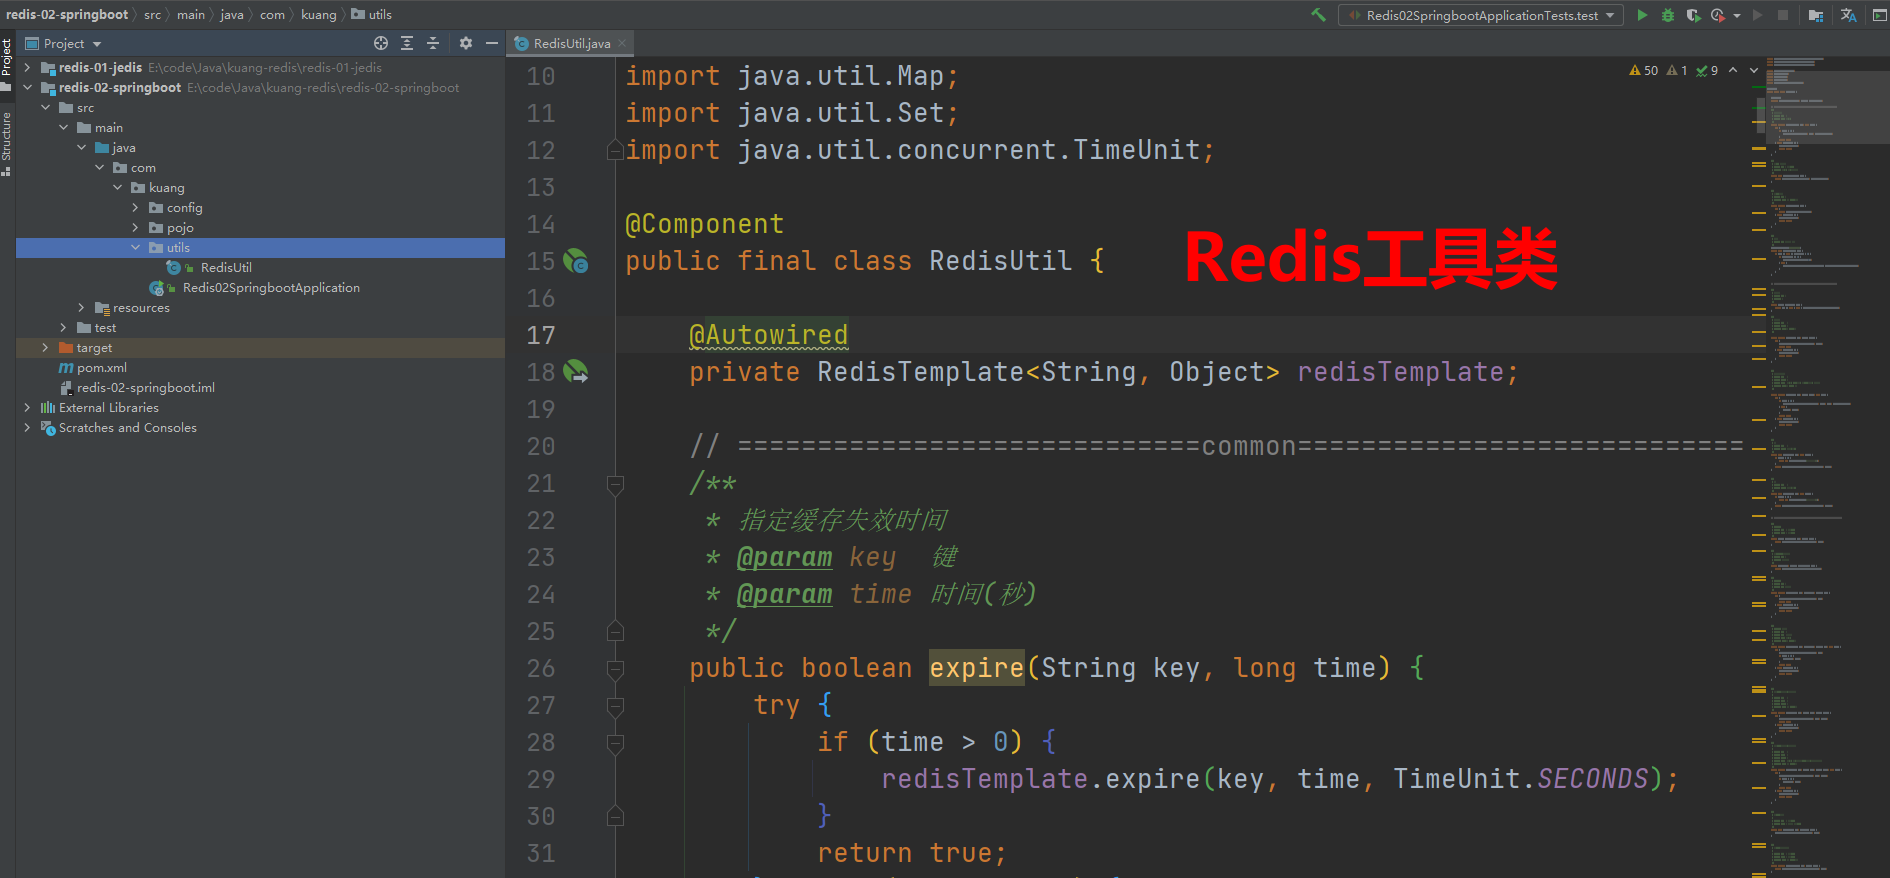 redis-02-springboot src main java com kuang utils
Redis02SpringbootApplicationTests.test
Project
RedisUtil.java
Project
Structure
redis-01-jedis E:\code\Java\kuang-redis\redis-01-jedis
redis-02-springboot E:\code\Java\kuang-redis\redis-02-springboot
src
main
java
com
kuang
config
pojo
utils
RedisUtil
Redis02SpringbootApplication
resources
test
target
pom.xml
redis-02-springboot.iml
External Libraries
Scratches and Consoles
50 1 9
10 import java.util.Map;
11 import java.util.Set;
12 import java.util.concurrent.TimeUnit;
13
14 @Component
15 public final class RedisUtil {
Redis工具类
16
17 @Autowired
18 private RedisTemplate<String, Object> redisTemplate;
19
20 // =============================common============================
21 /**
22 * 指定缓存失效时间
23 * @param key 键
24 * @param time 时间(秒)
25 */
26 public boolean expire(String key, long time) {
27 try {
28 if (time > 0) {
29 redisTemplate.expire(key, time, TimeUnit.SECONDS);
30 }
31 return true;